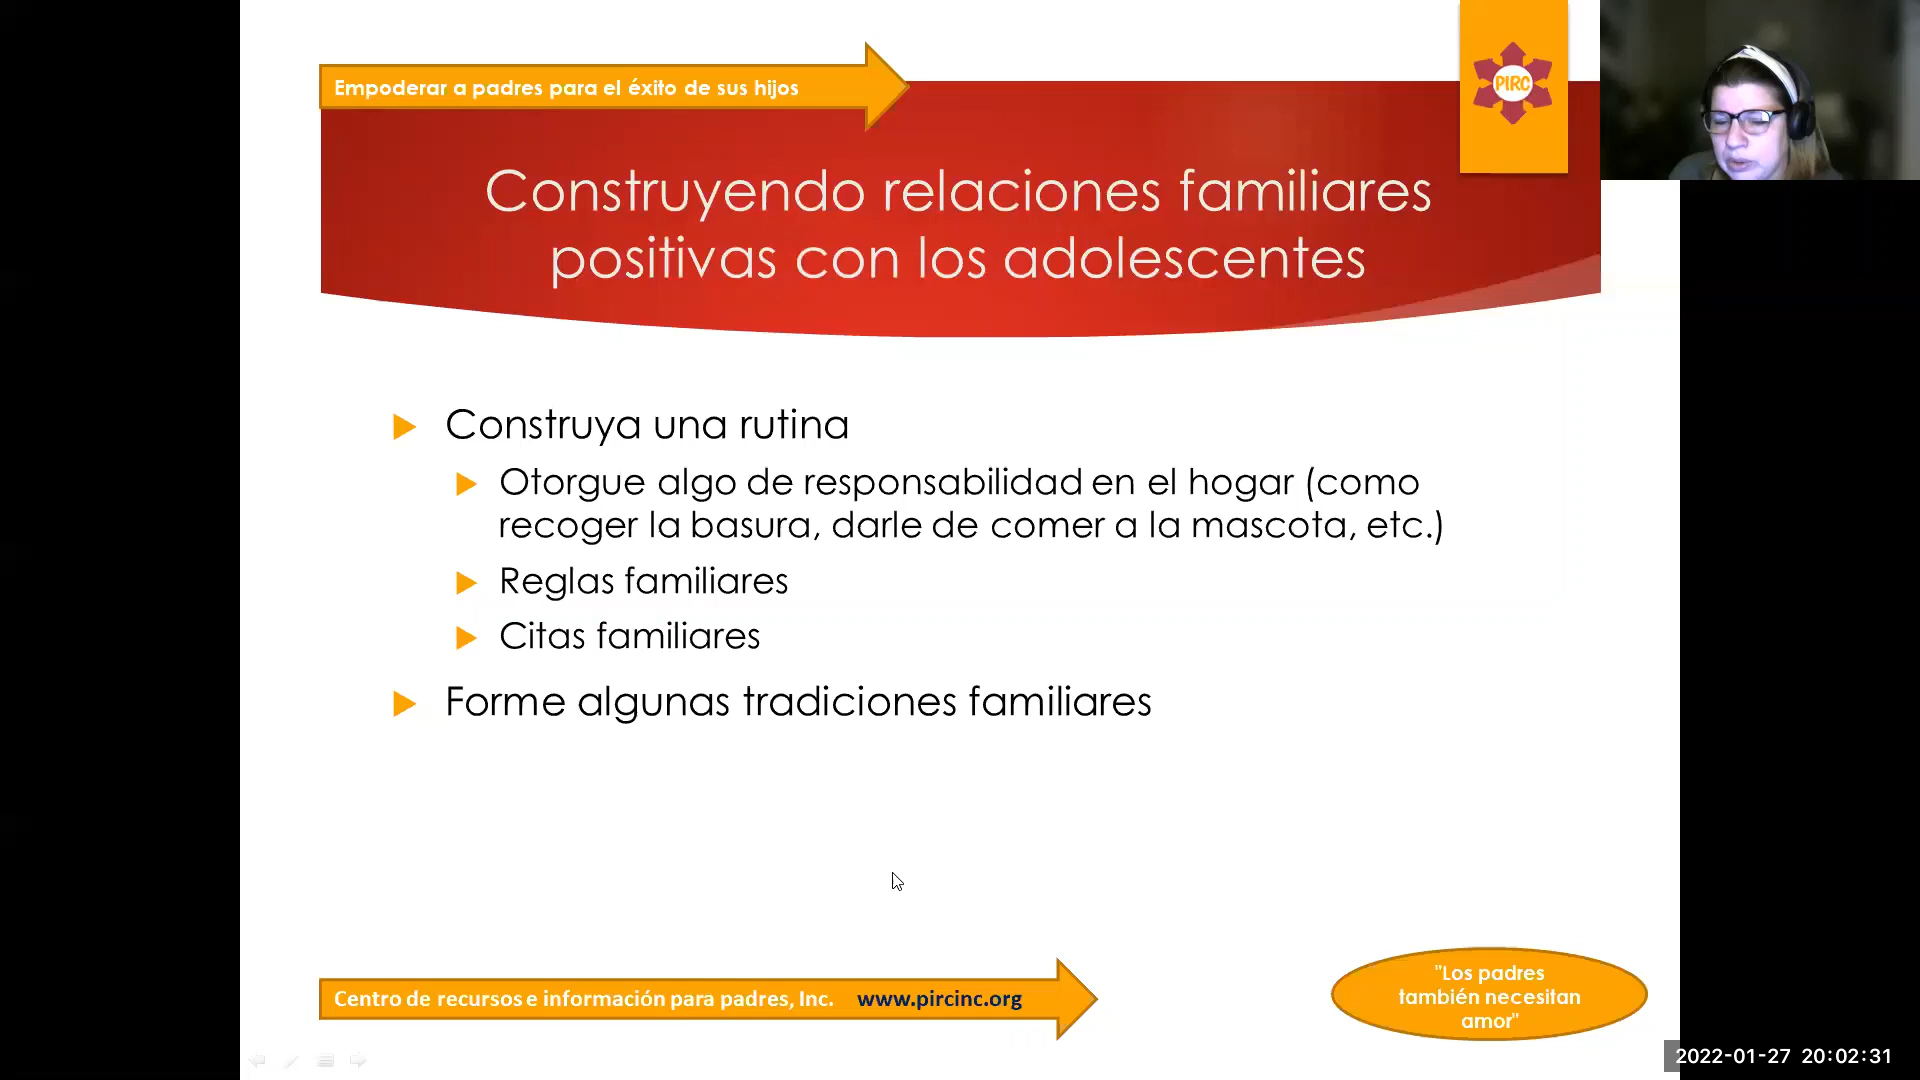 Empoderar a padres para el éxito de sus hijos
PIRC
Construyendo relaciones familiares
positivas con los adolescentes
Construya una rutina
Otorgue algo de responsabilidad en el hogar (como
recoger la basura, darle de comer a la mascota, etc.)
Reglas familiares
Citas familiares
Forme algunas tradiciones familiares
Centro de recursos e información para padres, Inc. www.pircinc.org
"Los padres
también necesitan
amor"
2022-01-27 20:02:31